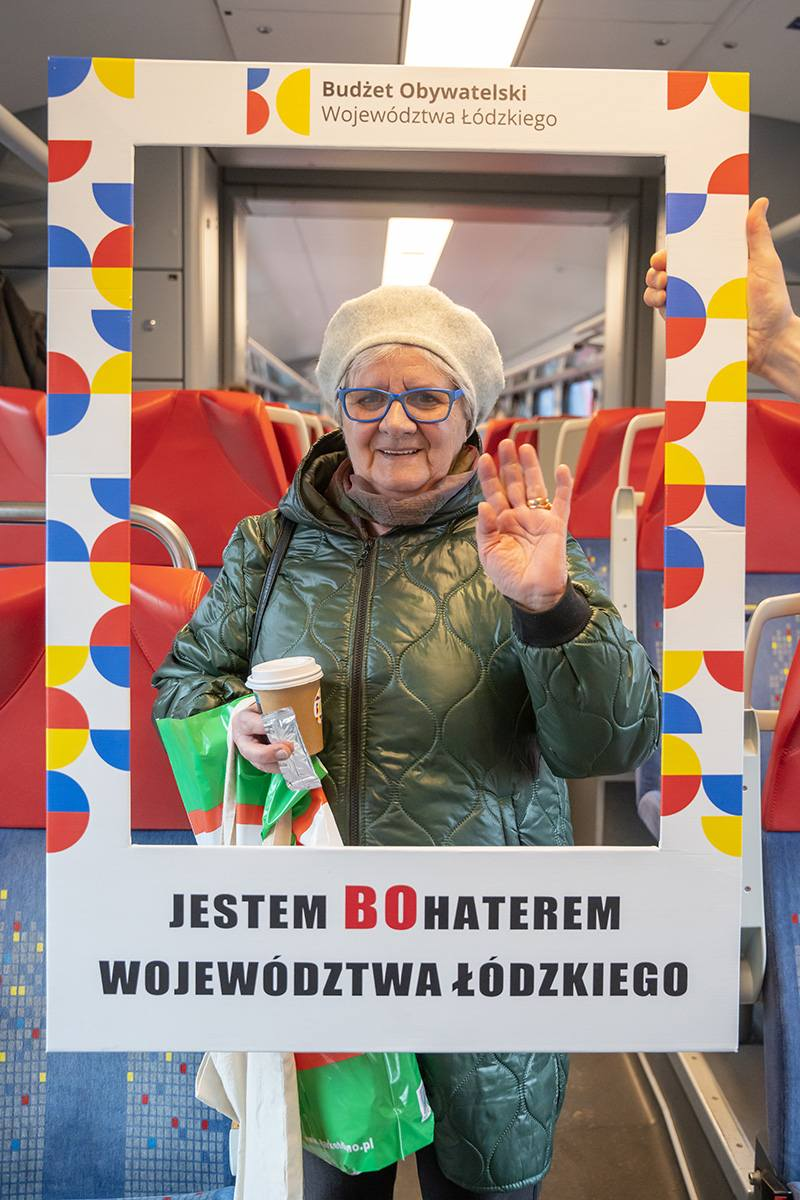 Budżet Obywatelski
Województwa Łódzkiego
JESTEM BOHATEREM
WOJEWÓDZTWA ŁÓDZKIEGO